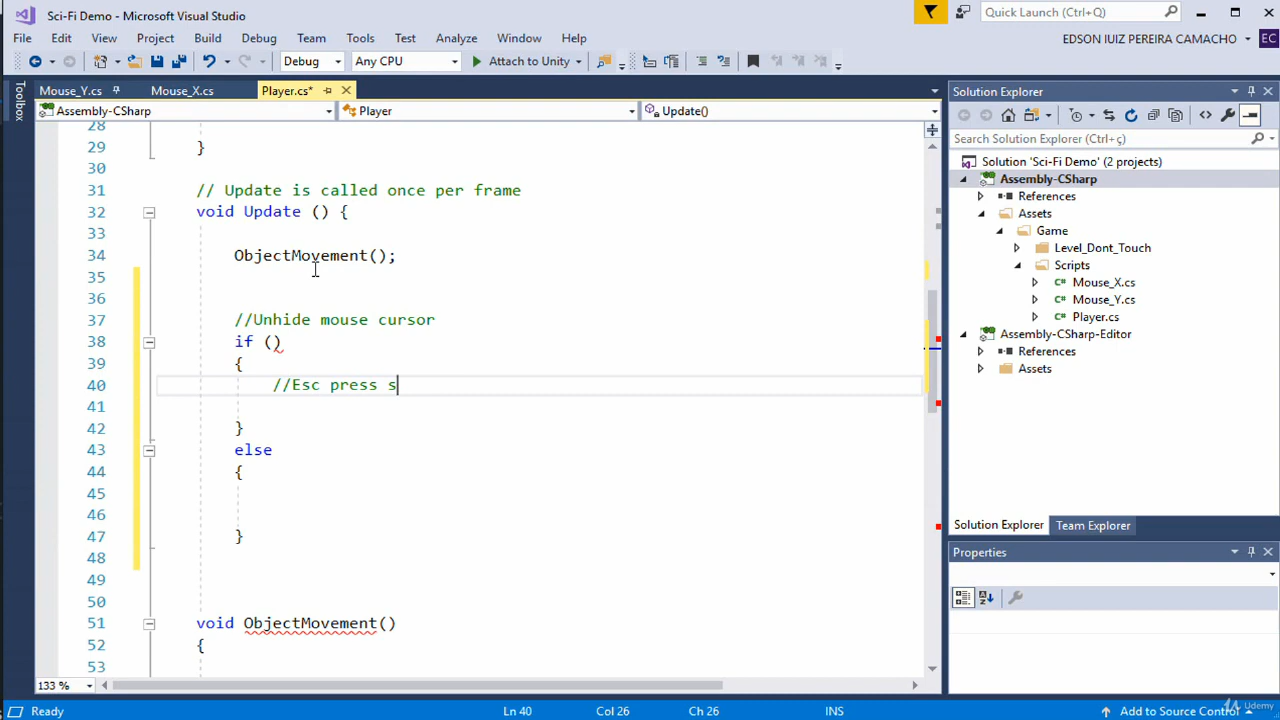 Sci-Fi Demo - Microsoft Visual Studio
Quick Launch (Ctrl+Q)
File Edit View Project Build Debug Team Tools Test Analyze Window Help
EDSON lUIZ PEREIRA CAMACHO EC
Debug Any CPU Attach to Unity
Toolbox
Mouse_Y.cs Mouse_X.cs Player.cs*
Assembly-CSharp Player Update()
28
29 }
30
31 // Update is called once per frame
32 void Update () {
33
34 ObjectMovement();
35
36
37 //Unhide mouse cursor
38 if ()
39 {
40 //Esc press s
41
42 }
43 else
44 {
45
46
47 }
48
49
50
51 void ObjectMovement()
52 {
53
133 %
Solution Explorer
Search Solution Explorer (Ctrl+ç)
Solution 'Sci-Fi Demo' (2 projects)
Assembly-CSharp
References
Assets
Game
Level_Dont_Touch
Scripts
C# Mouse_X.cs
C# Mouse_Y.cs
C# Player.cs
Assembly-CSharp-Editor
References
Assets
Solution Explorer Team Explorer
Properties
Ready Ln 40 Col 26 Ch 26 INS Add to Source Control
Udemy